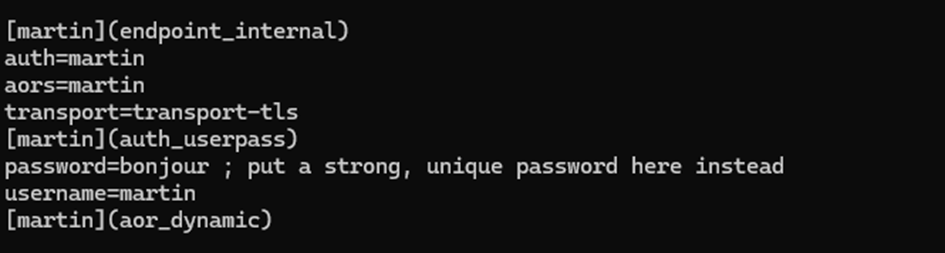 [martin](endpoint_internal)
auth=martin
aors=martin
transport=transport-tls
[martin](auth_userpass)
password=bonjour ; put a strong, unique password here instead
username=martin
[martin](aor_dynamic)